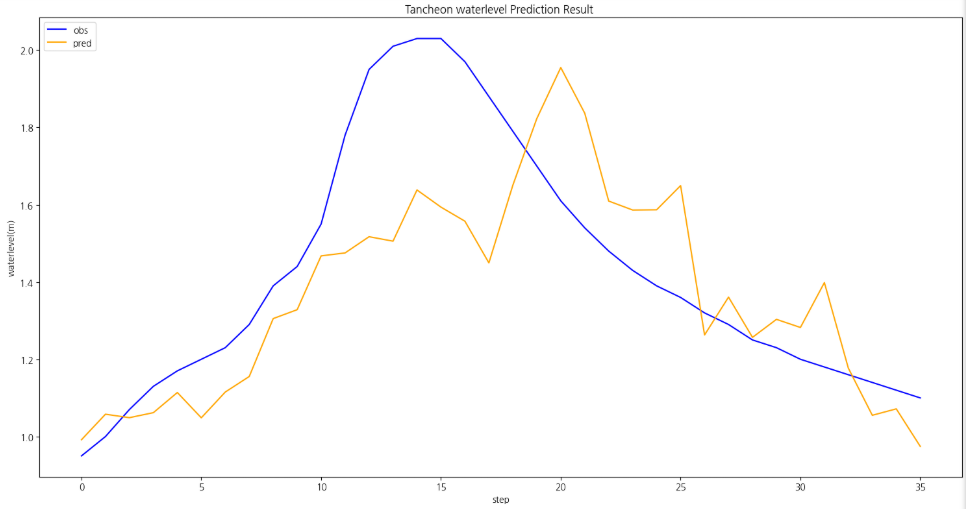 Tancheon waterlevel Prediction Result
obs
pred
waterlevel(m)
2.0
1.8
1.6
1.4
1.2
1.0
0 5 10 15 20 25 30 35
step